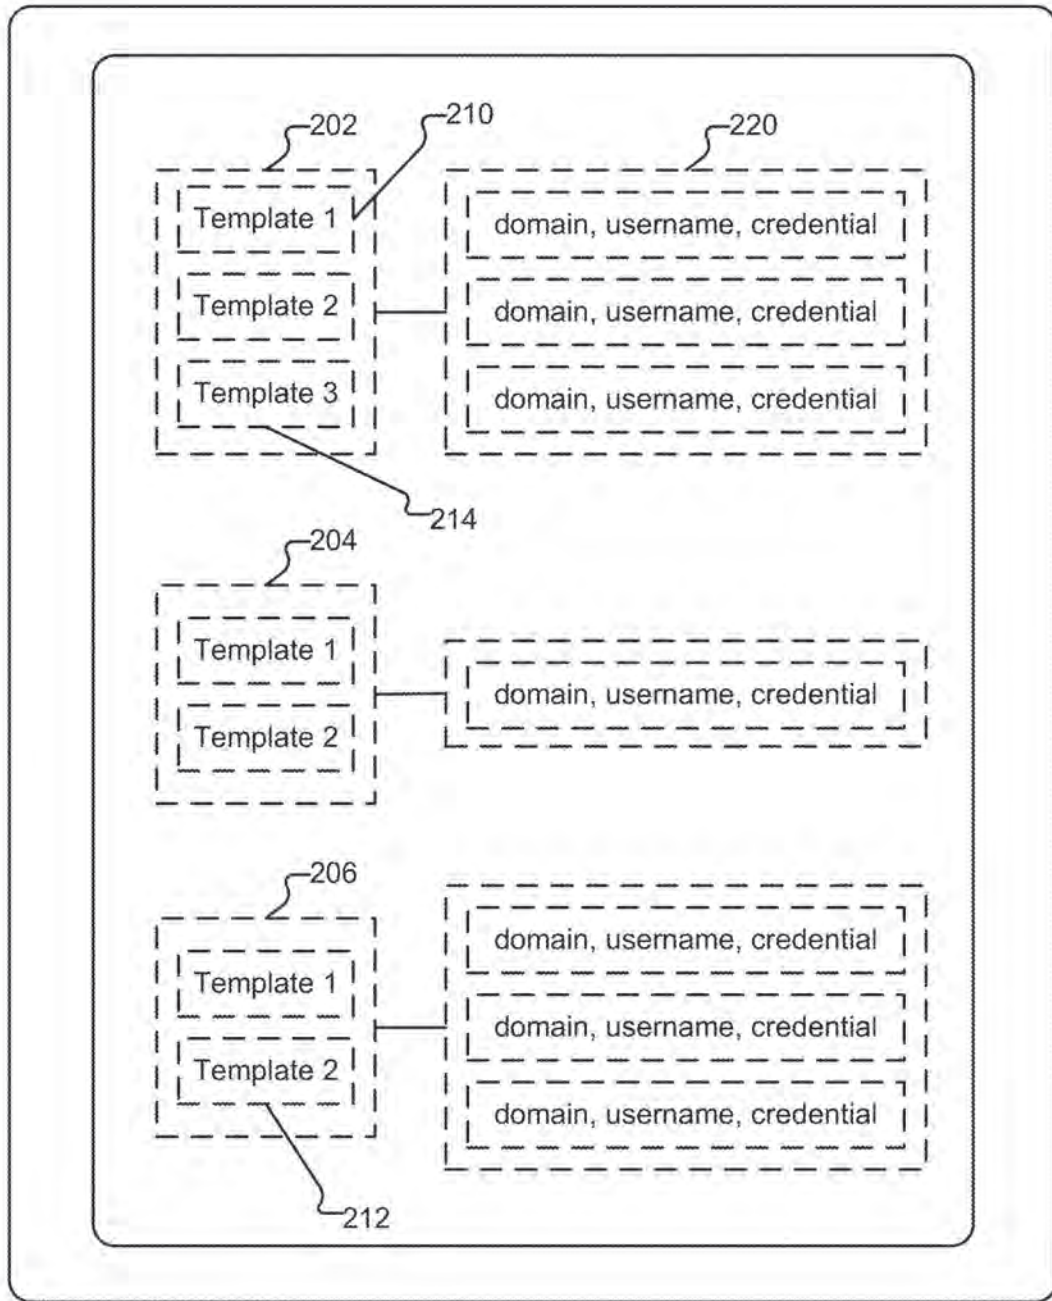 202
210
220
Template 1
domain, username, credential
Template 2
domain, username, credential
Template 3
domain, username, credential
214
204
Template 1
domain, username, credential
Template 2
206
domain, username, credential
Template 1
domain, username, credential
Template 2
domain, username, credential
212